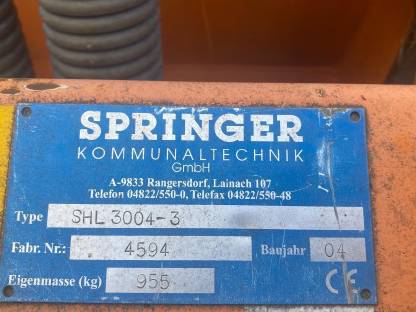 SPRINGER
KOMMUNALTECHNIK
GmbH
A-9833 Rangersdorf, Lainach 107
Telefon 04822/550-0, Telefax 04822/550-48
Type SHL 3004-3
Fabr. Nr.: 4594 Baujahr 04
Eigenmasse (kg) 955 CE